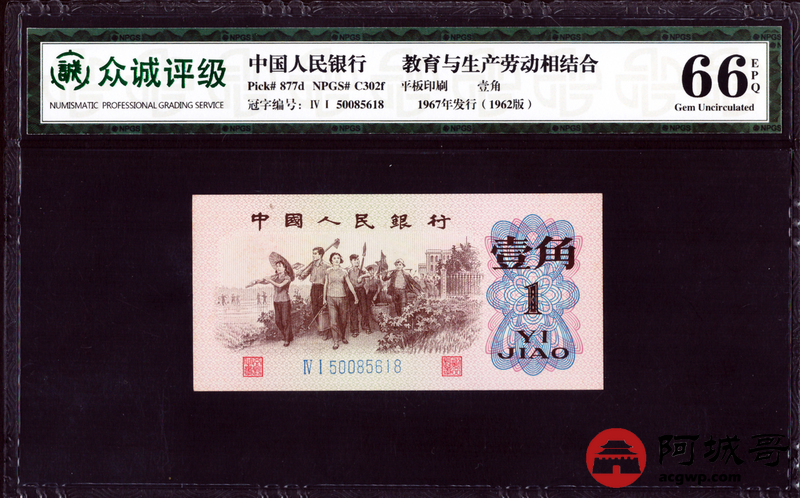 誠 众诚评级
NUMISMATIC PROFESSIONAL GRADING SERVICE
中国人民银行 教育与生产劳动相结合
Pick# 877d NPGS# C302f 平板印刷 壹角
冠字编号: Ⅳ Ⅰ 50085618 1967年发行(1962版)
66 EPQ
Gem Uncirculated
中國人民銀行
壹角
1
YI
JIAO
Ⅳ Ⅰ 50085618
阿城哥
acgwp.com